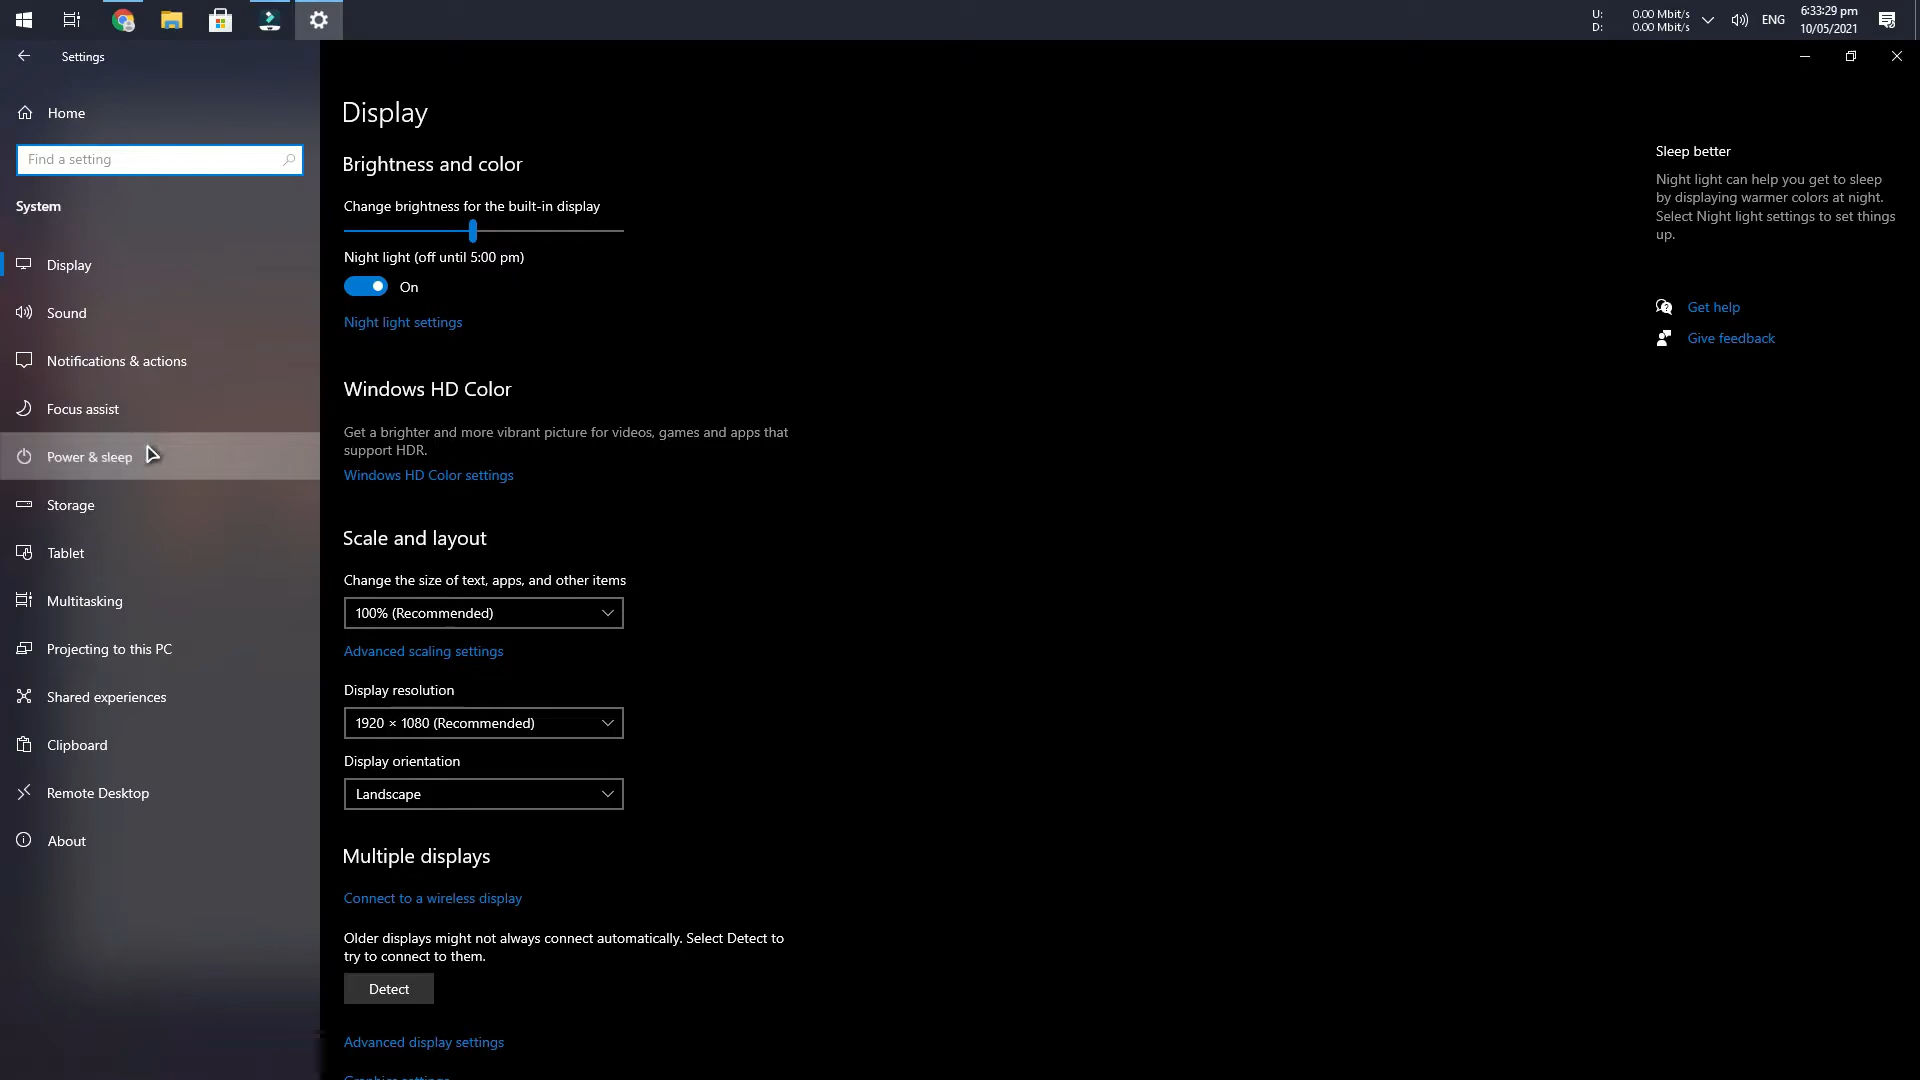 U: 0.00 Mbit/s
D: 0.00 Mbit/s
ENG
6:33:29 pm
10/05/2021
Settings
Home
Find a setting
System
Display
Sound
Notifications & actions
Focus assist
Power & sleep
Storage
Tablet
Multitasking
Projecting to this PC
Shared experiences
Clipboard
Remote Desktop
About
Display
Brightness and color
Change brightness for the built-in display
Night light (off until 5:00 pm)
On
Night light settings
Windows HD Color
Get a brighter and more vibrant picture for videos, games and apps that
support HDR.
Windows HD Color settings
Scale and layout
Change the size of text, apps, and other items
100% (Recommended)
Advanced scaling settings
Display resolution
1920 × 1080 (Recommended)
Display orientation
Landscape
Multiple displays
Connect to a wireless display
Older displays might not always connect automatically. Select Detect to
try to connect to them.
Detect
Advanced display settings
Graphics settings
Sleep better
Night light can help you get to sleep
by displaying warmer colors at night.
Select Night light settings to set things
up.
Get help
Give feedback